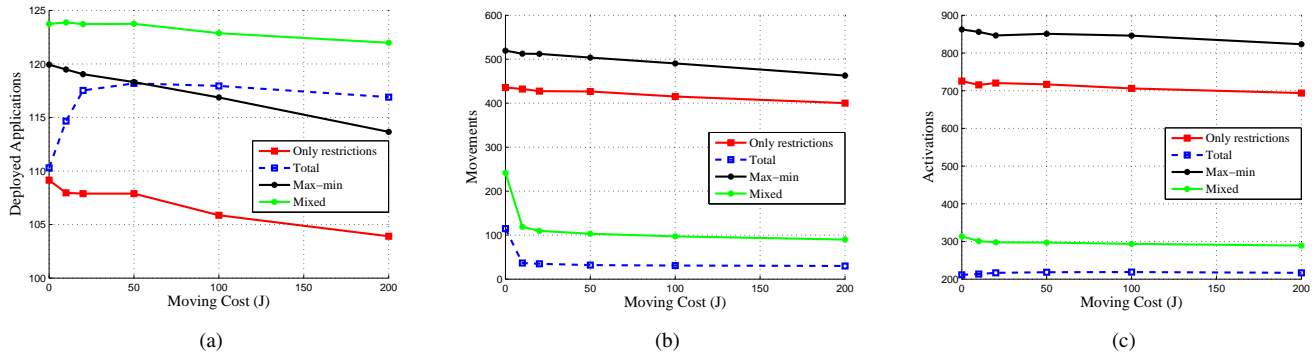 125
120
115
110
105
100
Deployed Applications
Only restrictions
Total
Max−min
Mixed
0 50 100 150 200
Moving Cost (J)
(a)
600
500
400
300
200
100
0
Movements
Only restrictions
Total
Max−min
Mixed
0 50 100 150 200
Moving Cost (J)
(b)
900
800
700
600
500
400
300
200
Activations
Only restrictions
Total
Max−min
Mixed
0 50 100 150 200
Moving Cost (J)
(c)